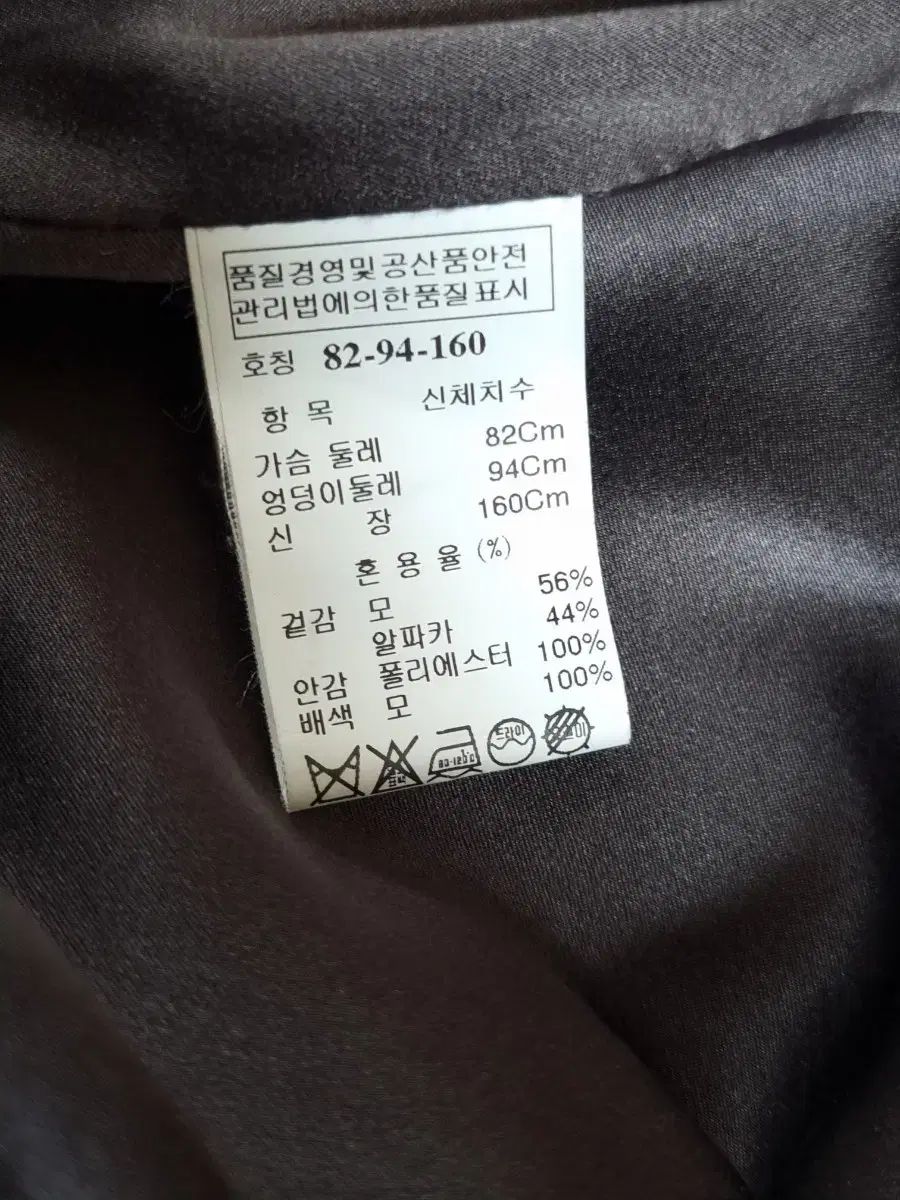 품질경영및공산품안전
관리법에의한품질표시
호칭 82-94-160
항 목 신체치수
가슴 둘레 82Cm
엉덩이둘레 94Cm
신 장 160Cm
혼 용 율 (%)
겉감 모 56%
알파카 44%
안감 폴리에스터 100%
배색 모 100%
80-120℃ 드라이